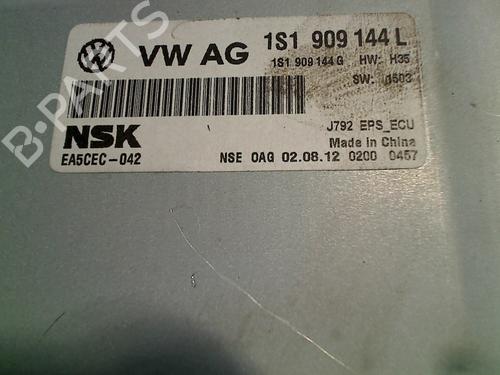 VW AG 1S1 909 144 L
1S1 909 144 G HW: H35
SW: 1503
NSK J792 EPS_ECU
Made in China
EA5CEC-042 NSE OAG 02.08.12 0200 0457
B-PARTS